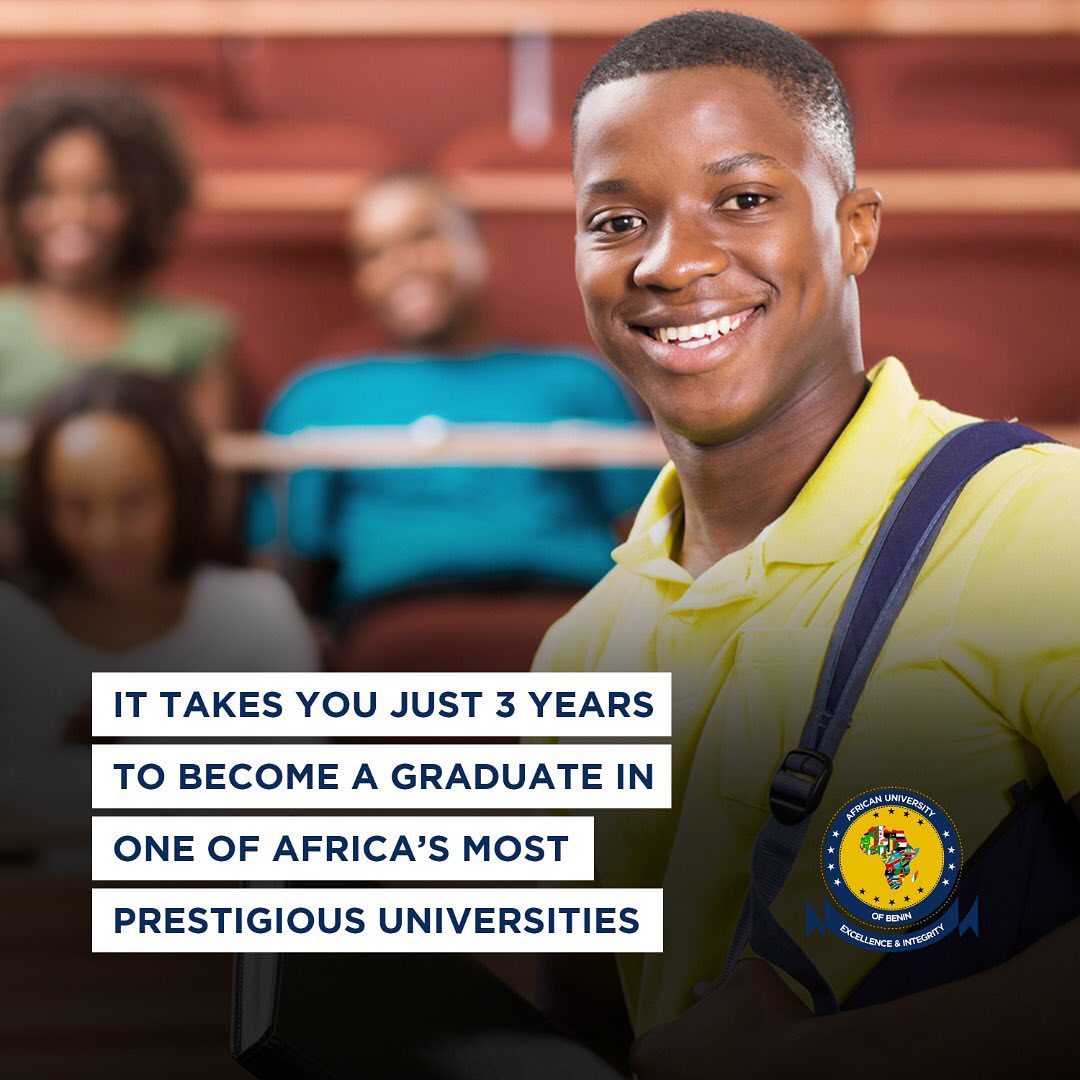 IT TAKES YOU JUST 3 YEARS
TO BECOME A GRADUATE IN
ONE OF AFRICA’S MOST
PRESTIGIOUS UNIVERSITIES
AFRICAN UNIVERSITY
OF BENIN
EXCELLENCE & INTEGRITY